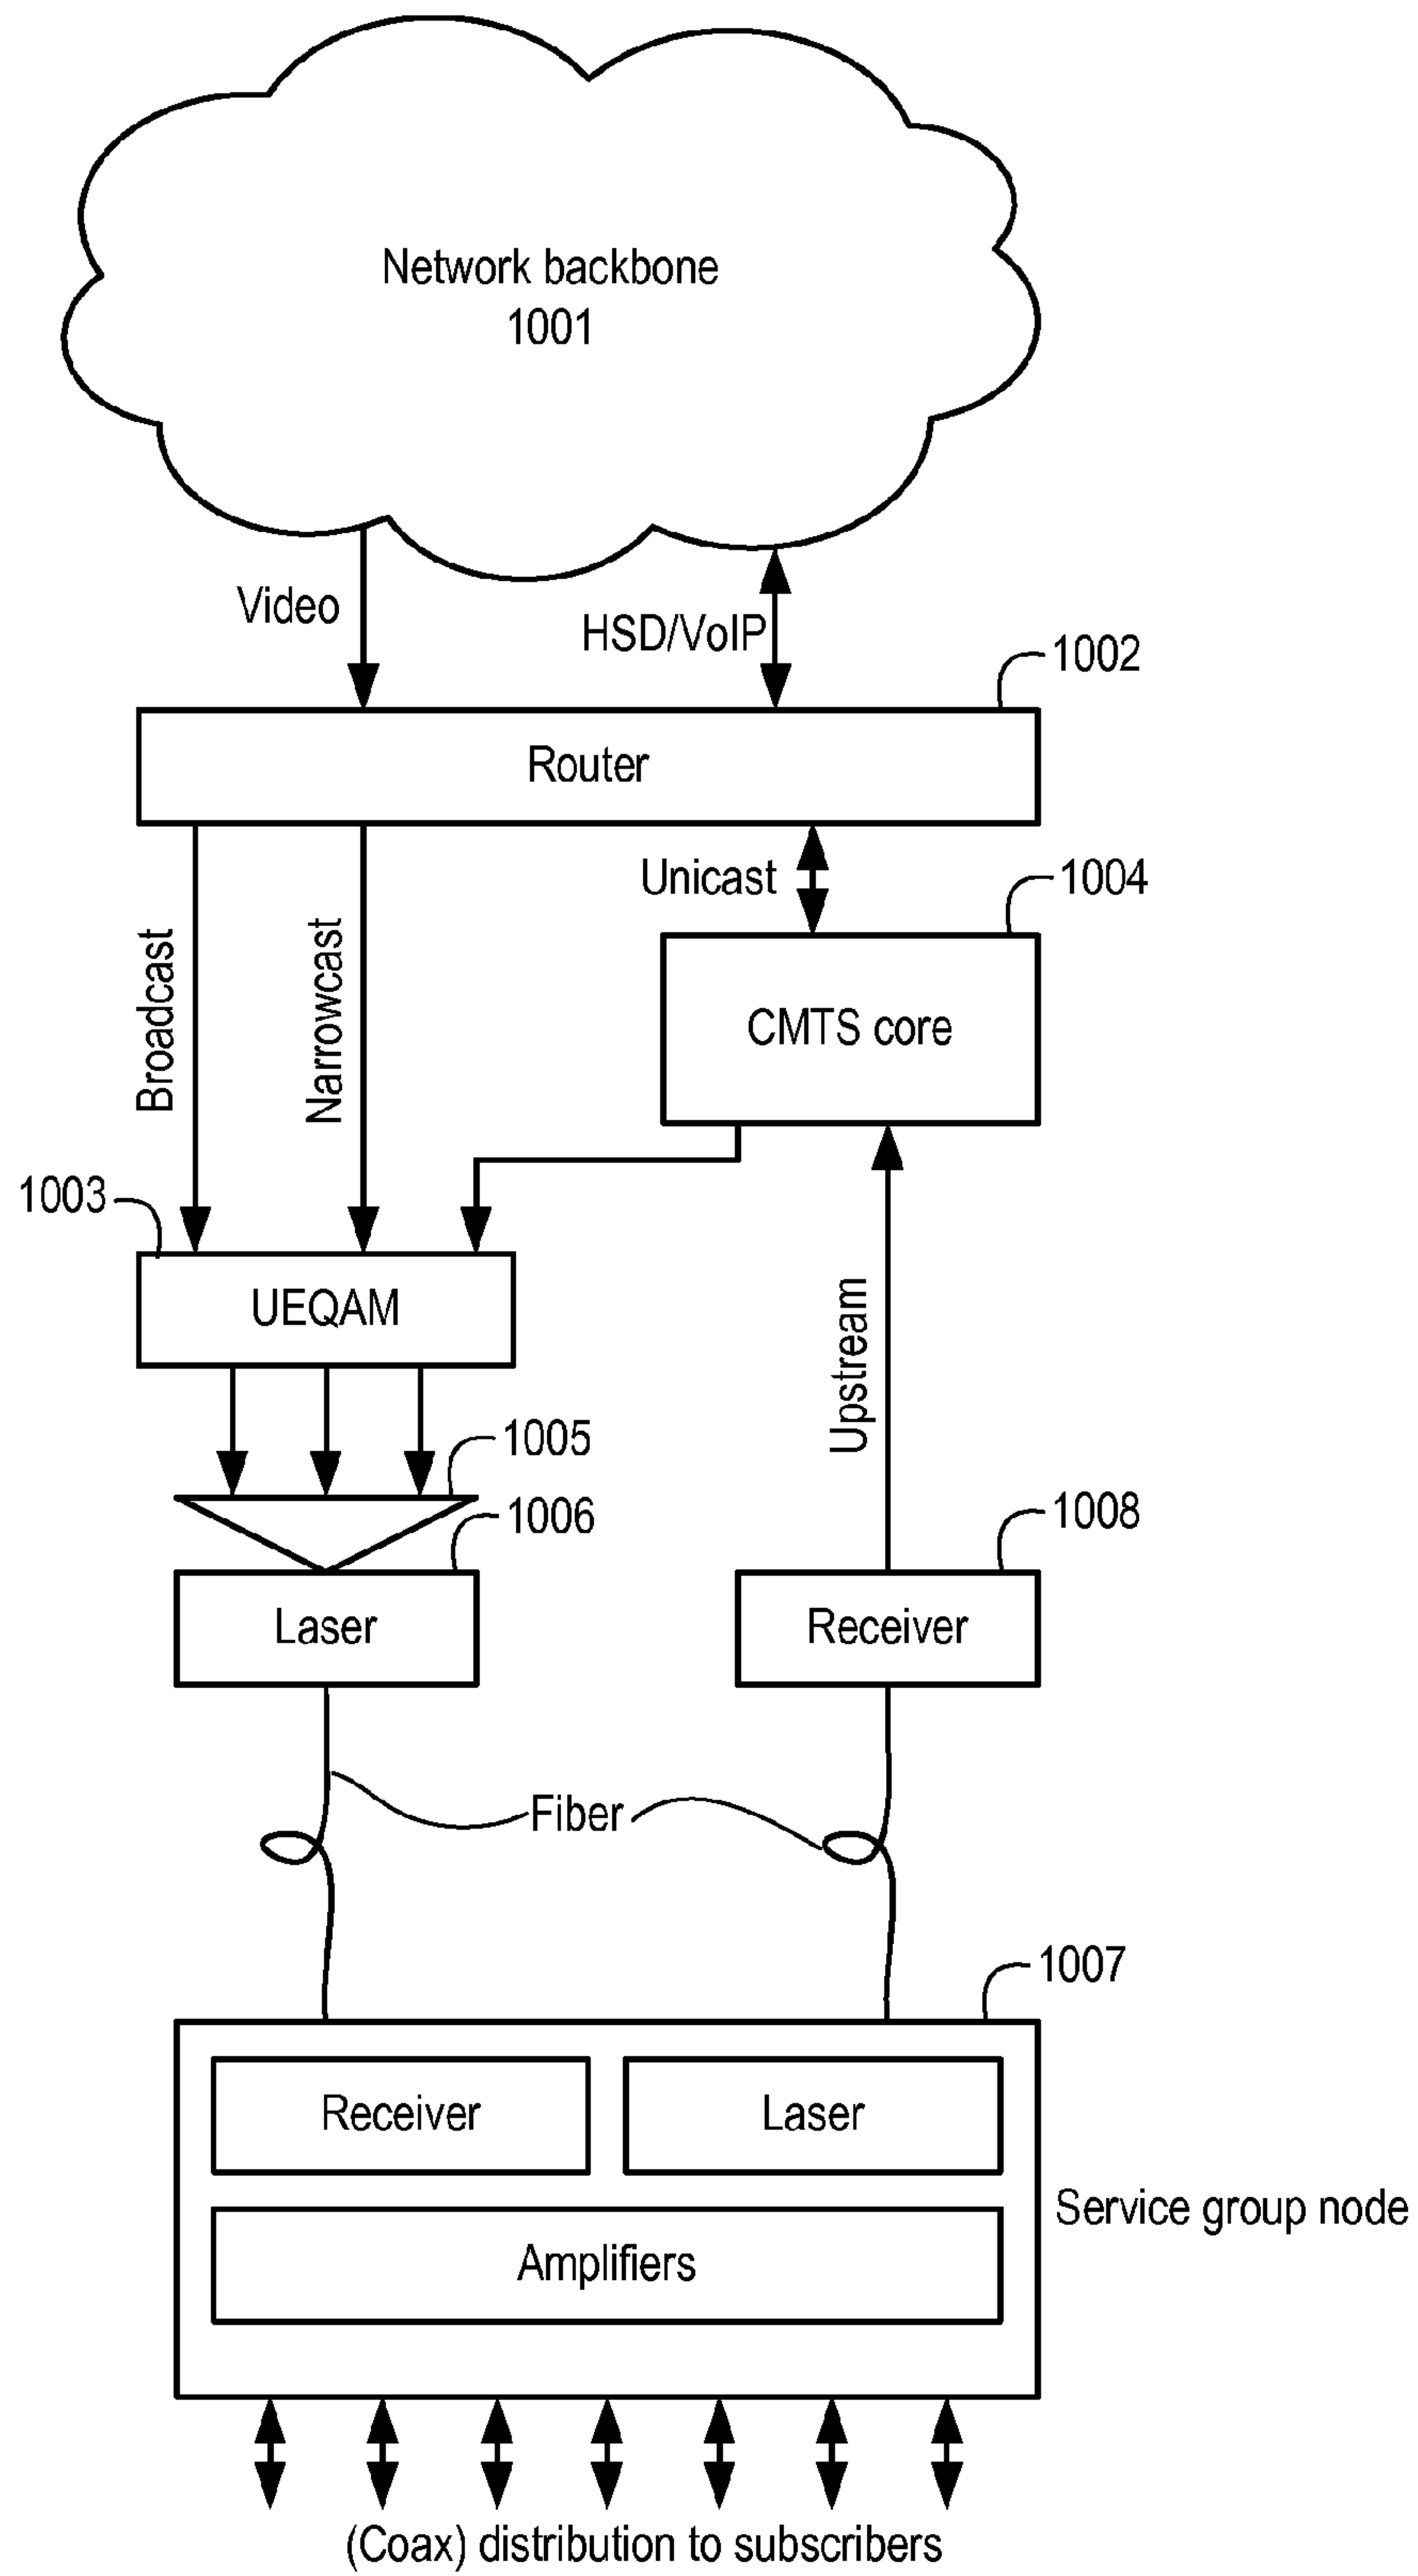 Network backbone
1001
Video
HSD/VoIP
1002
Router
Unicast
1004
Broadcast
Narrowcast
CMTS core
1003
UEQAM
Upstream
1005
1006
1008
Laser
Receiver
Fiber
1007
Receiver
Laser
Service group node
Amplifiers
(Coax) distribution to subscribers